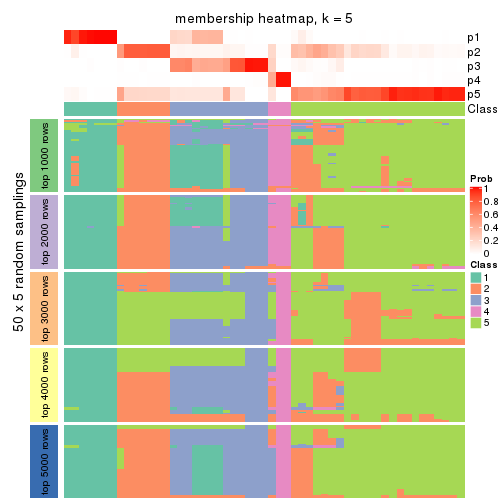 membership heatmap, k = 5
p1
p2
p3
p4
p5
Class
50 x 5 random samplings
top 1000 rows
top 2000 rows
top 3000 rows
top 4000 rows
top 5000 rows
Prob
1
0.8
0.6
0.4
0.2
0
Class
1
2
3
4
5